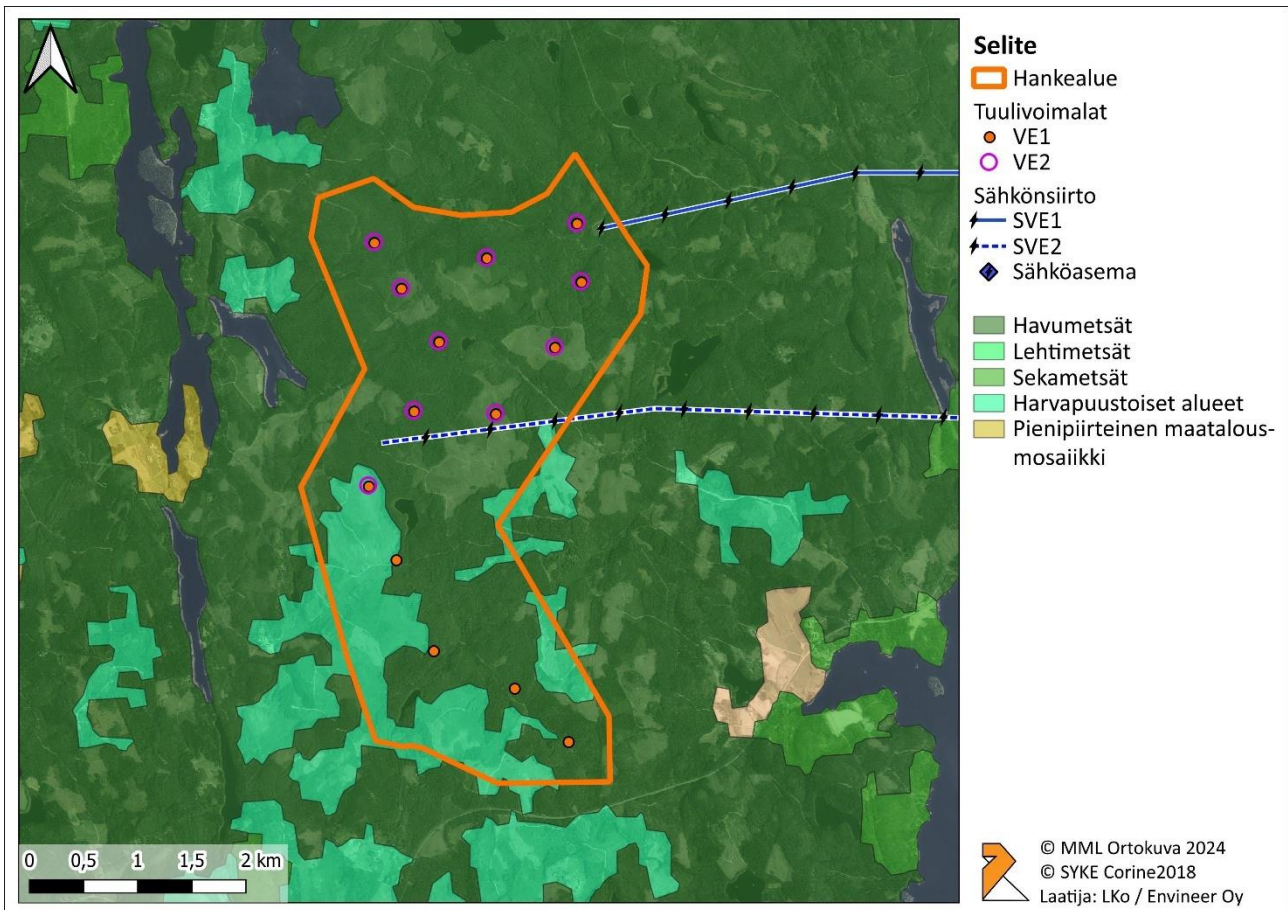 Selite
Hankealue
Tuulivoimalat
VE1
VE2
Sähkönsiirto
SVE1
SVE2
Sähköasema
Havumetsät
Lehtimetsät
Sekametsät
Harvapuustoiset alueet
Pienipiirteinen maatalous-
mosaiikki
0 0,5 1 1,5 2 km
© MML Ortokuva 2024
© SYKE Corine2018
Laatija: LKo / Envineer Oy